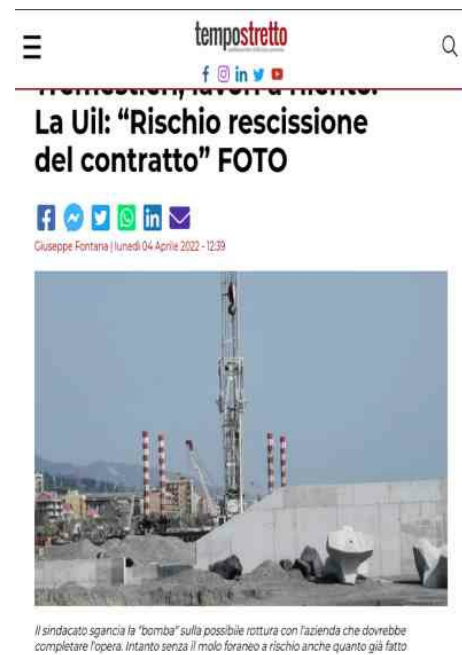 tempostretto
La Uil: “Rischio rescissione
del contratto” FOTO
Giuseppe Fontana | lunedì 04 Aprile 2022 - 12:39
Il sindacato sgancia la "bomba" sulla possibile rottura con l'azienda che dovrebbe
completare l'opera. Intanto senza il molo foraneo a rischio anche quanto già fatto